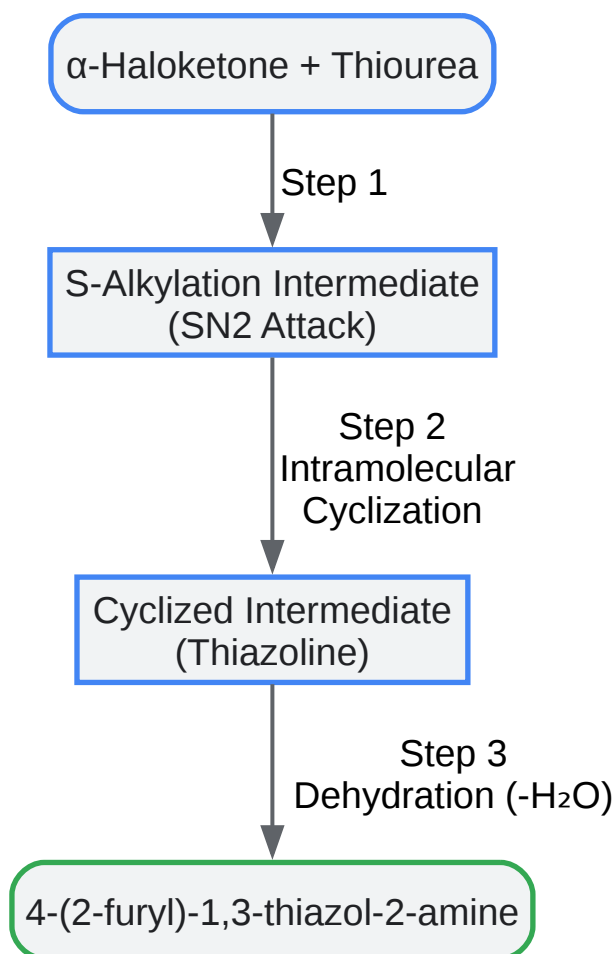 α-Haloketone + Thiourea
Step 1
S-Alkylation Intermediate
(SN2 Attack)
Step 2
Intramolecular
Cyclization
Cyclized Intermediate
(Thiazoline)
Step 3
Dehydration (-H₂O)
4-(2-furyl)-1,3-thiazol-2-amine